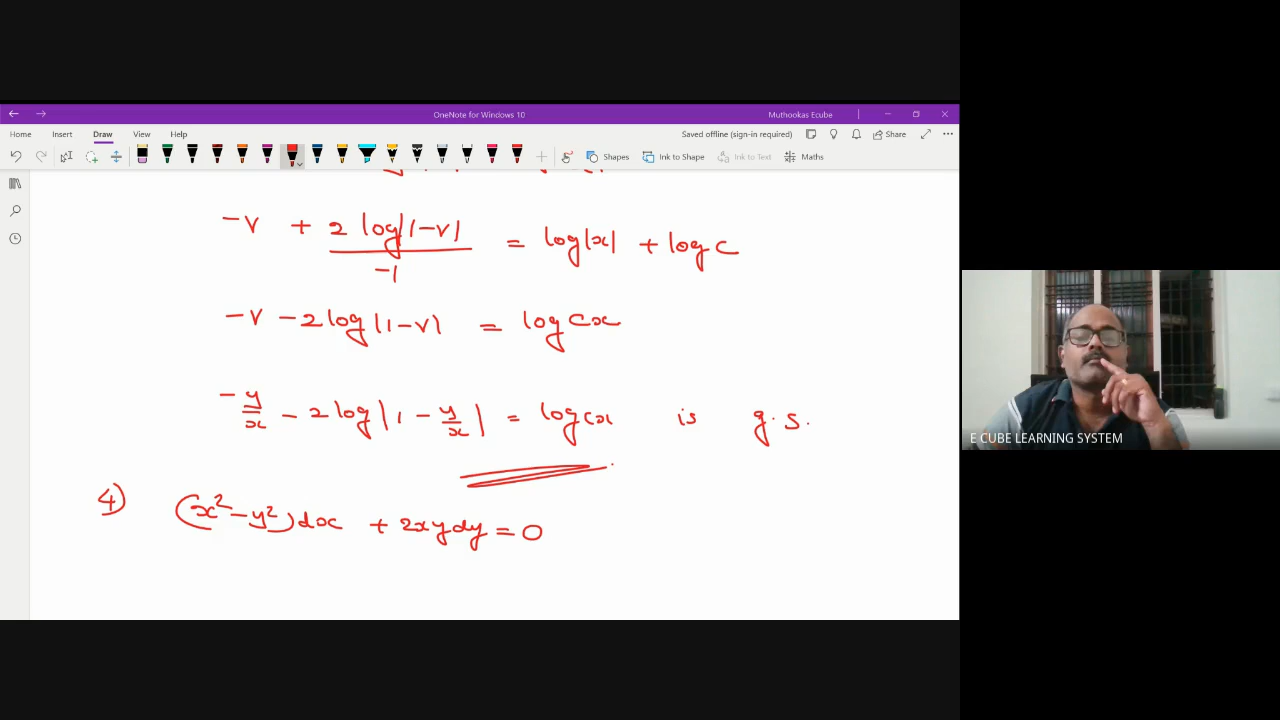 OneNote for Windows 10
Muthookas Ecube
Home Insert Draw View Help
Saved offline (sign-in required) Share
Shapes Ink to Shape Ink to Text Maths
-v + 2 log|1-v| / -1 = log|x| + log c
-v - 2 log|1-v| = log cx
-y/x - 2 log|1 - y/x| = log cx is g.s.
4) (x² - y²)dx + 2xy dy = 0
E CUBE LEARNING SYSTEM